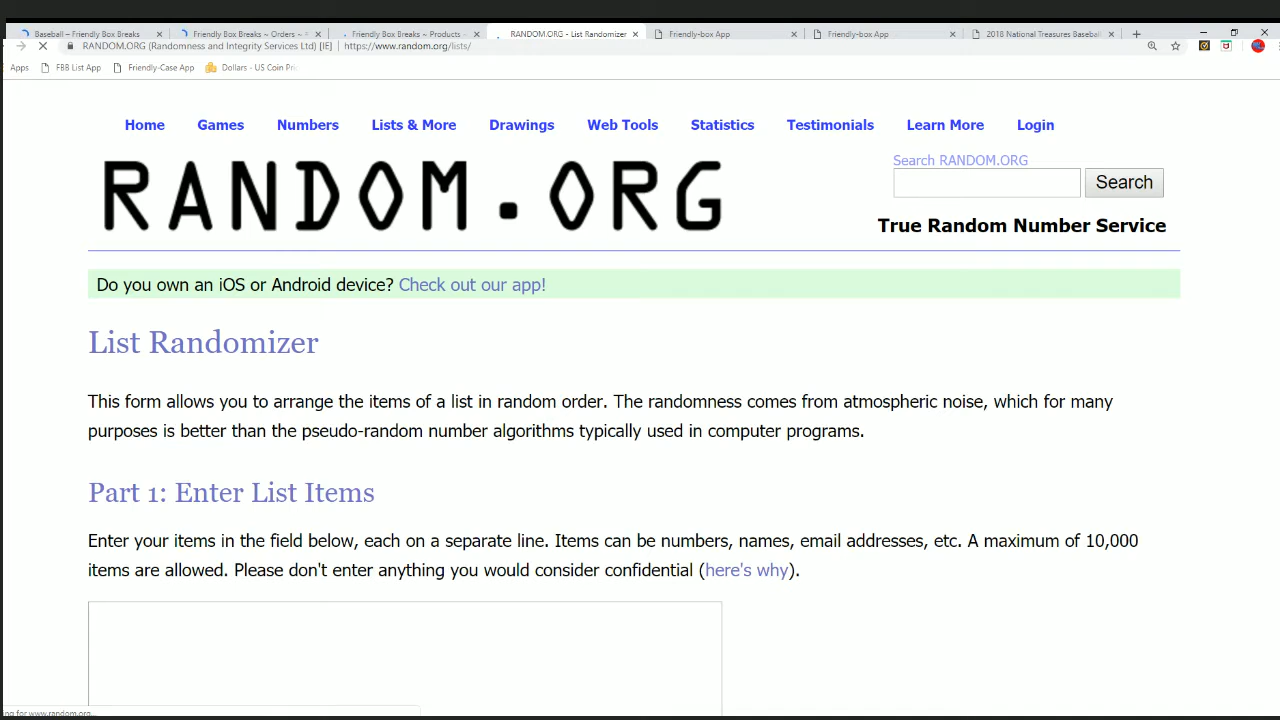 Baseball – Friendly Box Breaks
Friendly Box Breaks ~ Orders ~
Friendly Box Breaks ~ Products ~
RANDOM.ORG - List Randomizer
Friendly-box App
Friendly-box App
2018 National Treasures Baseball
RANDOM.ORG (Randomness and Integrity Services Ltd) [IE] | https://www.random.org/lists/
Apps FBB List App Friendly-Case App Dollars - US Coin
Home Games Numbers Lists & More Drawings Web Tools Statistics Testimonials Learn More Login
RANDOM.ORG
Search RANDOM.ORG
Search
True Random Number Service
Do you own an iOS or Android device? Check out our app!
List Randomizer
This form allows you to arrange the items of a list in random order. The randomness comes from atmospheric noise, which for many
purposes is better than the pseudo-random number algorithms typically used in computer programs.
Part 1: Enter List Items
Enter your items in the field below, each on a separate line. Items can be numbers, names, email addresses, etc. A maximum of 10,000
items are allowed. Please don't enter anything you would consider confidential (here's why).
for www.random.org...